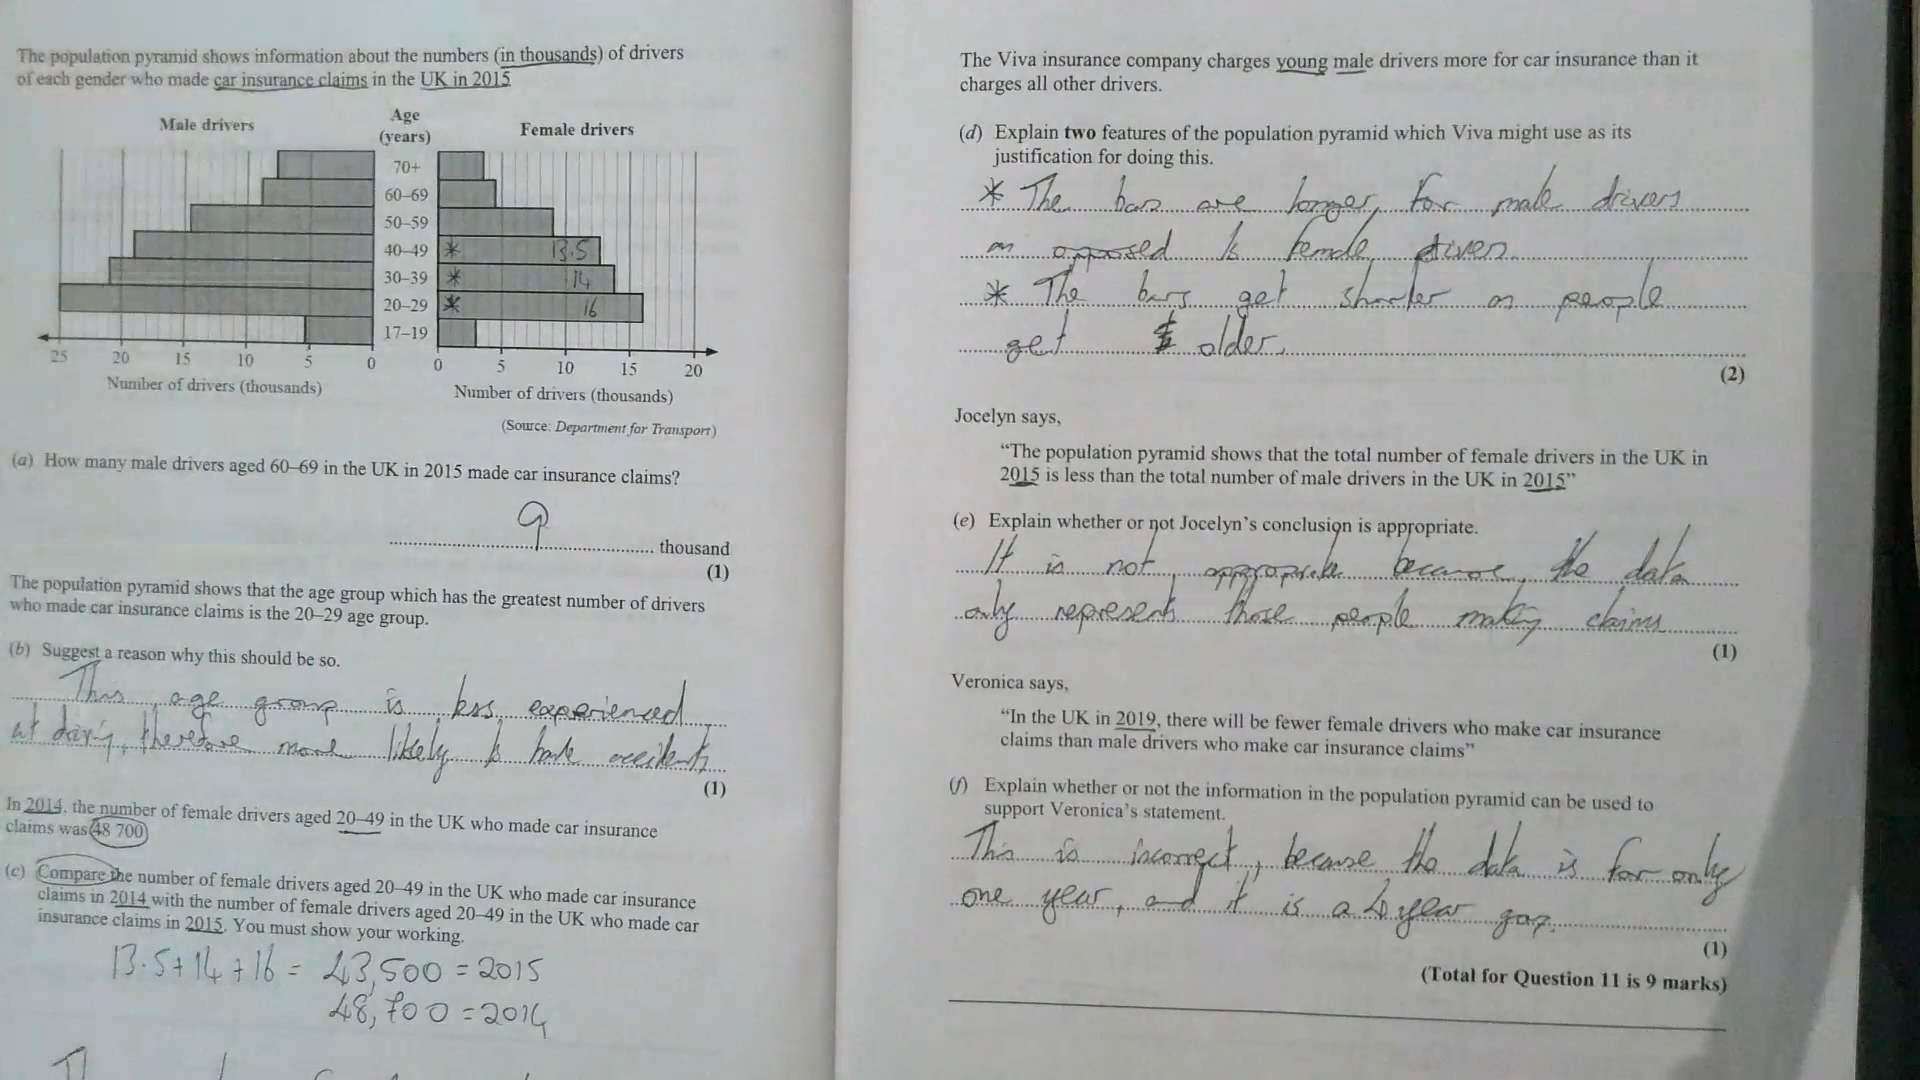 The population pyramid shows information about the numbers (in thousands) of drivers
of each gender who made car insurance claims in the UK in 2015
Male drivers
Age
(years)
Female drivers
70+
60–69
50–59
40–49 * 13.5
30–39 * 14
20–29 * 16
17–19
25 20 15 10 5 0
0 5 10 15 20
Number of drivers (thousands)
Number of drivers (thousands)
(Source: Department for Transport)
(a) How many male drivers aged 60–69 in the UK in 2015 made car insurance claims?
9
thousand
(1)
The population pyramid shows that the age group which has the greatest number of drivers
who made car insurance claims is the 20–29 age group.
(b) Suggest a reason why this should be so.
This age group is less experienced
at driving, therefore more likely to have accidents
(1)
In 2014, the number of female drivers aged 20–49 in the UK who made car insurance
claims was 48 700
(c) Compare the number of female drivers aged 20–49 in the UK who made car insurance
claims in 2014 with the number of female drivers aged 20–49 in the UK who made car
insurance claims in 2015. You must show your working.
13.5 + 14 + 16 = 43,500 = 2015
48,700 = 2014
The Viva insurance company charges young male drivers more for car insurance than it
charges all other drivers.
(d) Explain two features of the population pyramid which Viva might use as its
justification for doing this.
* The bars are longer, for male drivers
as opposed to female drivers.
* The bars get shorter as people
get older.
(2)
Jocelyn says,
“The population pyramid shows that the total number of female drivers in the UK in
2015 is less than the total number of male drivers in the UK in 2015”
(e) Explain whether or not Jocelyn’s conclusion is appropriate.
It is not appropriate because, the data
only represents those people making claims
(1)
Veronica says,
“In the UK in 2019, there will be fewer female drivers who make car insurance
claims than male drivers who make car insurance claims”
(f) Explain whether or not the information in the population pyramid can be used to
support Veronica’s statement.
This is incorrect, because the data is for only
one year, and it is a 4 year gap.
(1)
(Total for Question 11 is 9 marks)